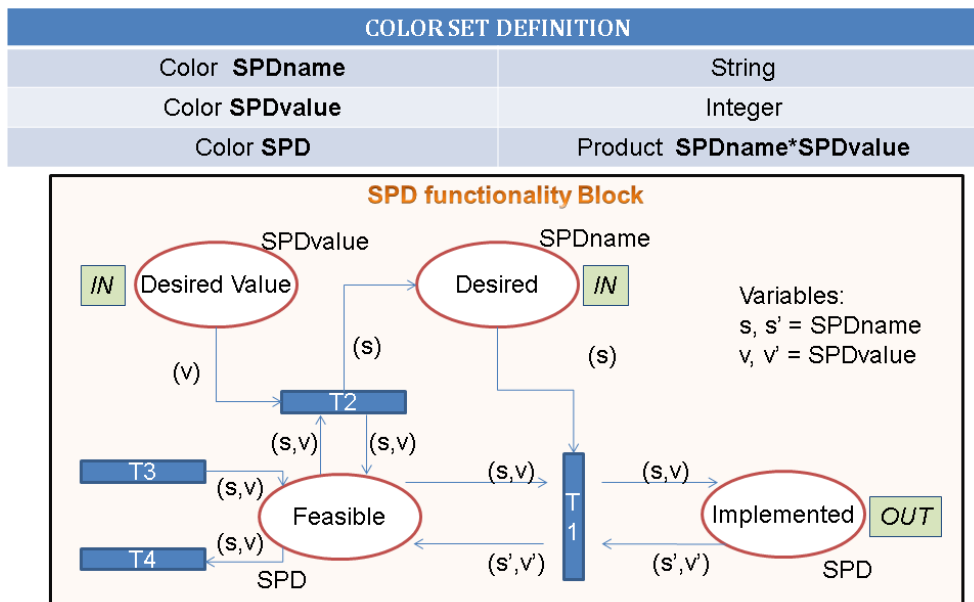 COLOR SET DEFINITION
Color SPDname String
Color SPDvalue Integer
Color SPD Product SPDname*SPDvalue
SPD functionality Block
SPDvalue
SPDname
IN
Desired Value
Desired
IN
Variables:
s, s' = SPDname
v, v' = SPDvalue
(v)
(s)
(s)
T2
(s,v)
(s,v)
T3
(s,v)
Feasible
(s,v)
T1
(s,v)
Implemented
OUT
T4
(s,v)
SPD
(s',v')
(s',v')
SPD